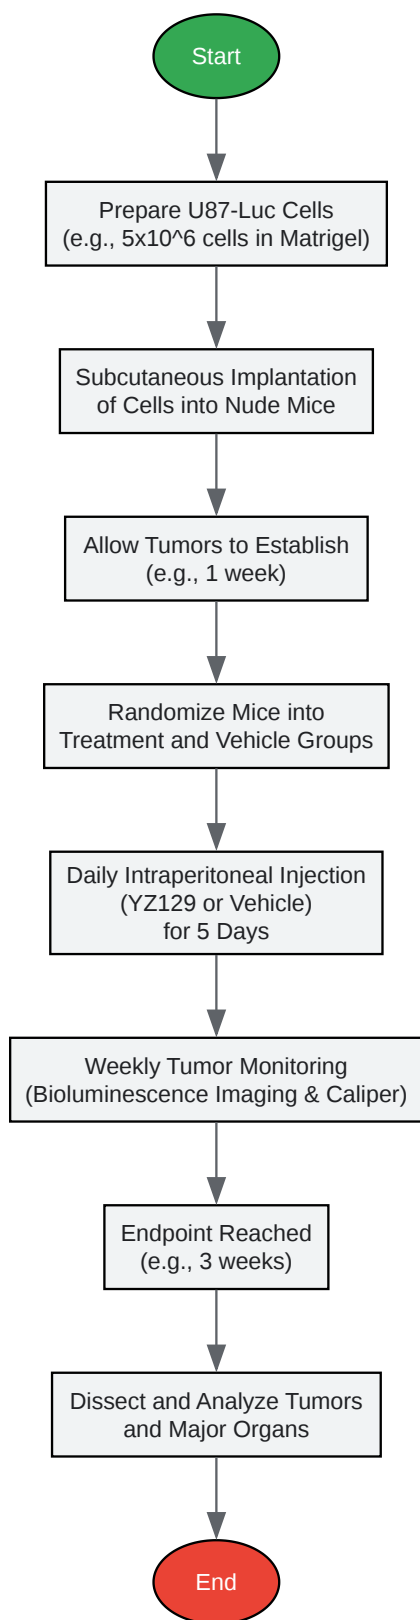 Start
Prepare U87-Luc Cells
(e.g., 5x10^6 cells in Matrigel)
Subcutaneous Implantation
of Cells into Nude Mice
Allow Tumors to Establish
(e.g., 1 week)
Randomize Mice into
Treatment and Vehicle Groups
Daily Intraperitoneal Injection
(YZ129 or Vehicle)
for 5 Days
Weekly Tumor Monitoring
(Bioluminescence Imaging & Caliper)
Endpoint Reached
(e.g., 3 weeks)
Dissect and Analyze Tumors
and Major Organs
End